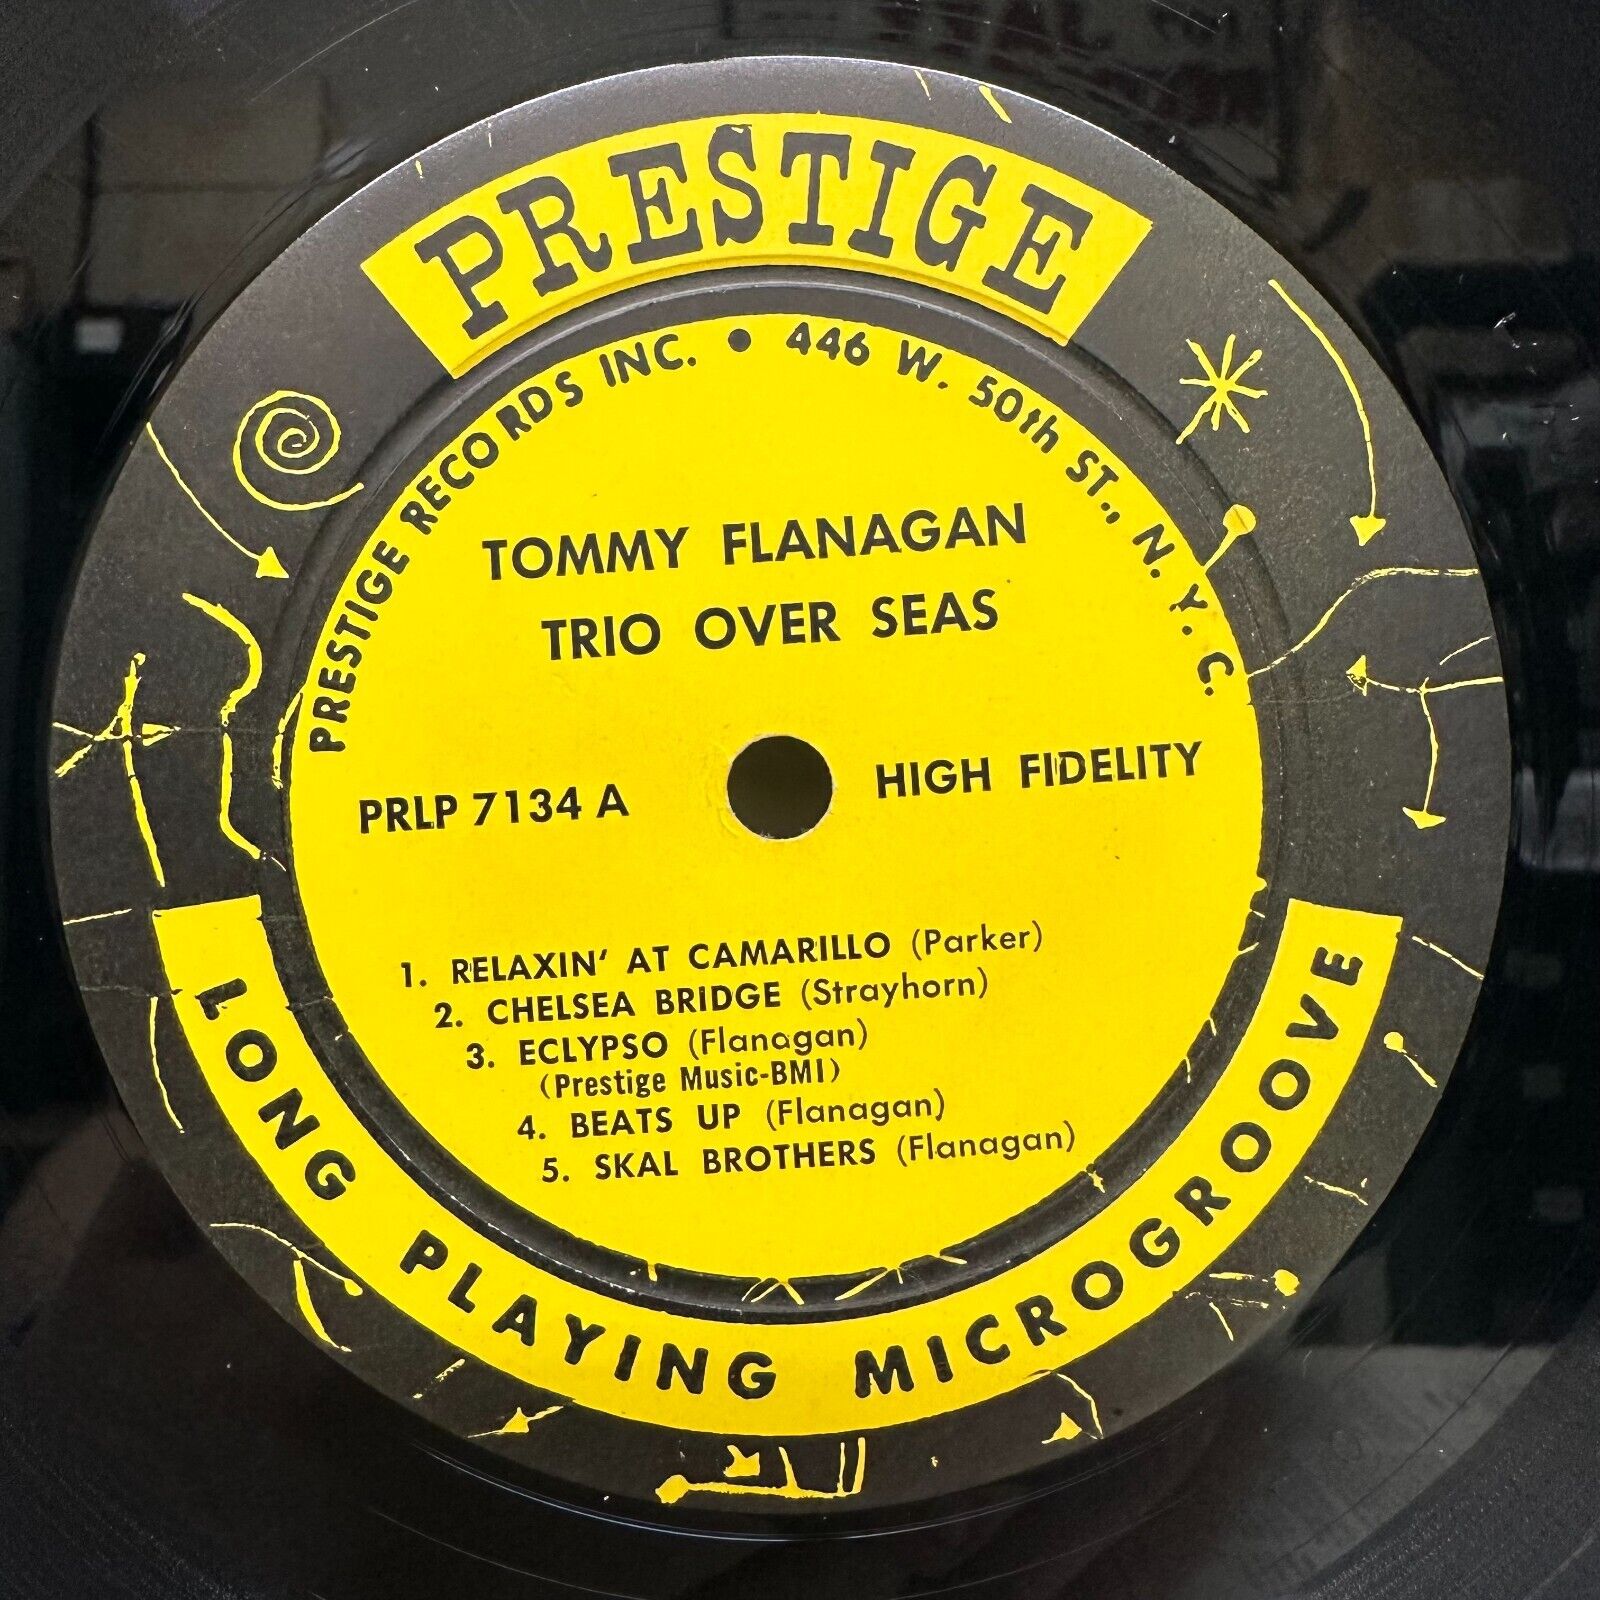 PRESTIGE
PRESTIGE RECORDS INC. • 446 W. 50th ST., N.Y.C.
TOMMY FLANAGAN
TRIO OVER SEAS
PRLP 7134 A
HIGH FIDELITY
1. RELAXIN' AT CAMARILLO (Parker)
2. CHELSEA BRIDGE (Strayhorn)
3. ECLYPSO (Flanagan)
(Prestige Music-BMI)
4. BEATS UP (Flanagan)
5. SKAL BROTHERS (Flanagan)
LONG PLAYING MICROGROOVE